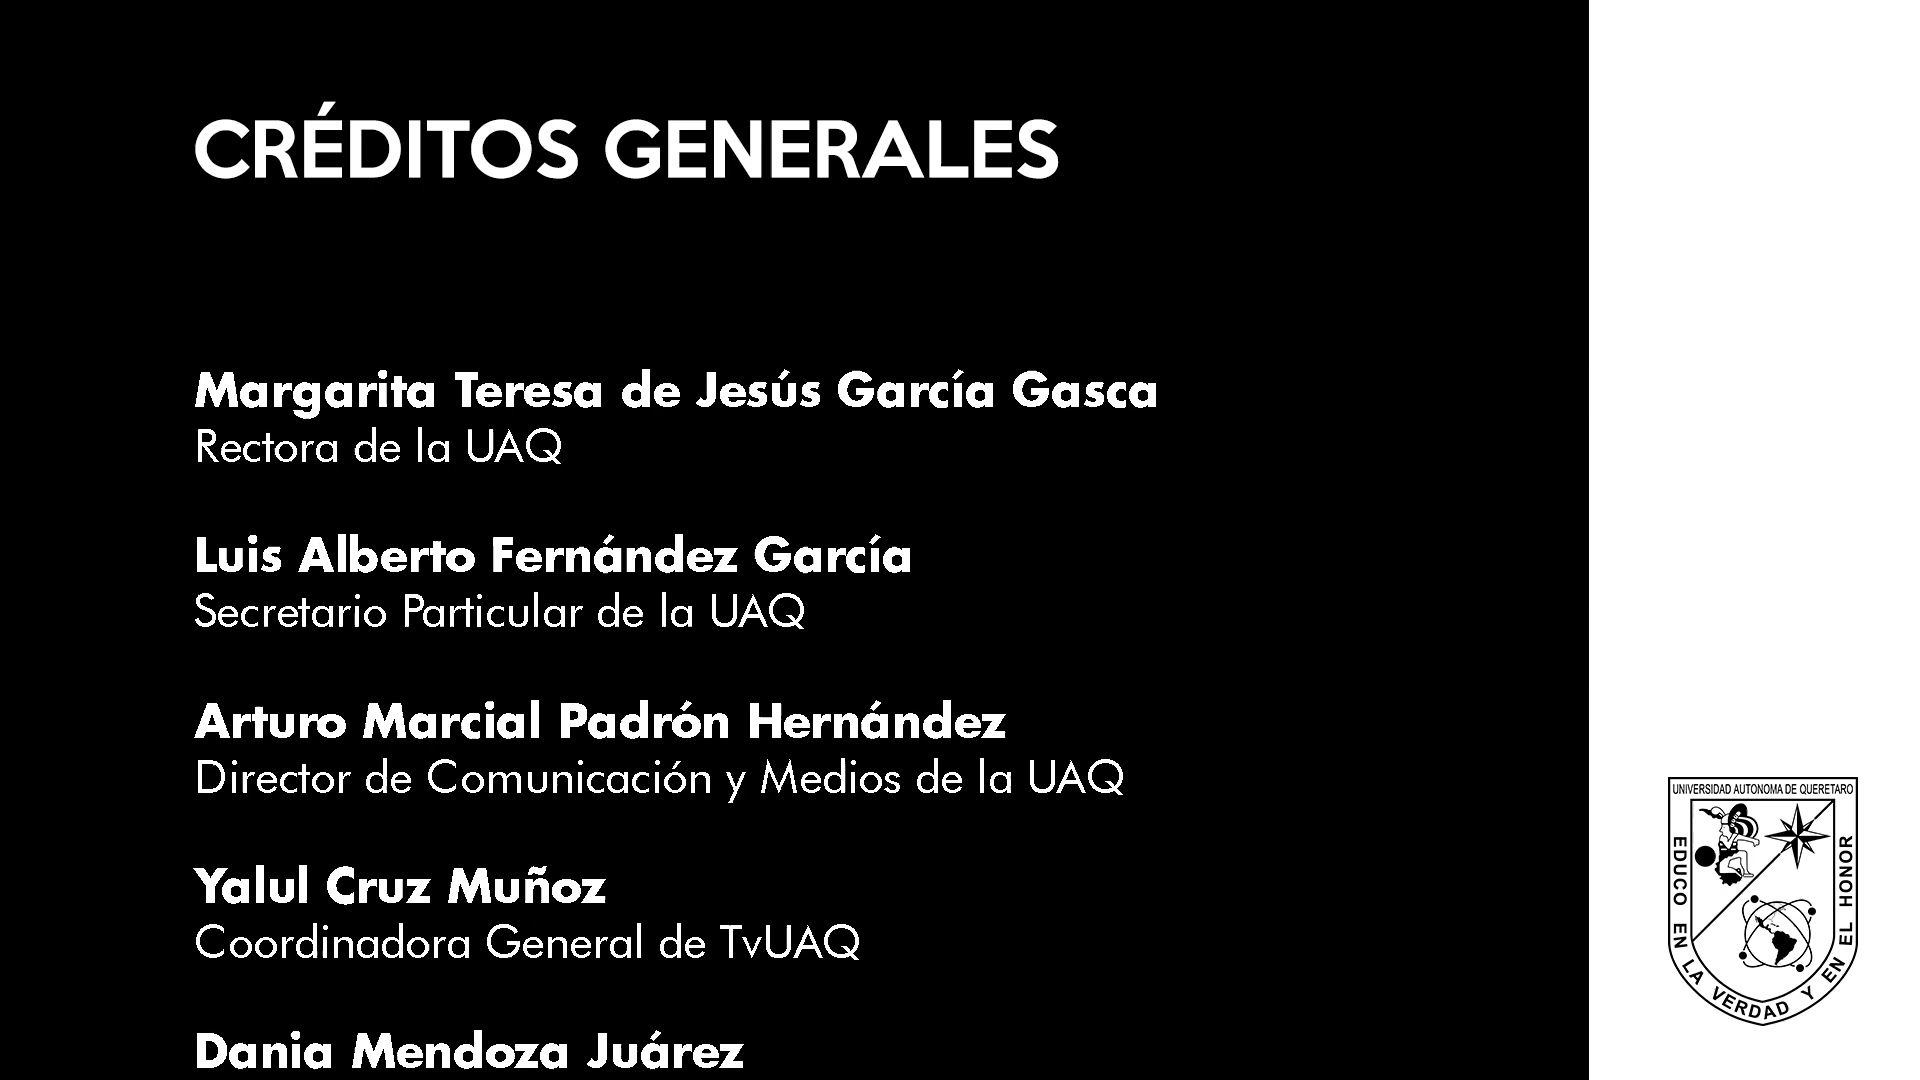 CRÉDITOS GENERALES
Margarita Teresa de Jesús García Gasca
Rectora de la UAQ
Luis Alberto Fernández García
Secretario Particular de la UAQ
Arturo Marcial Padrón Hernández
Director de Comunicación y Medios de la UAQ
Yalul Cruz Muñoz
Coordinadora General de TvUAQ
Dania Mendoza Juárez
UNIVERSIDAD AUTONOMA DE QUERETARO
EDUCO EN LA VERDAD Y EN EL HONOR